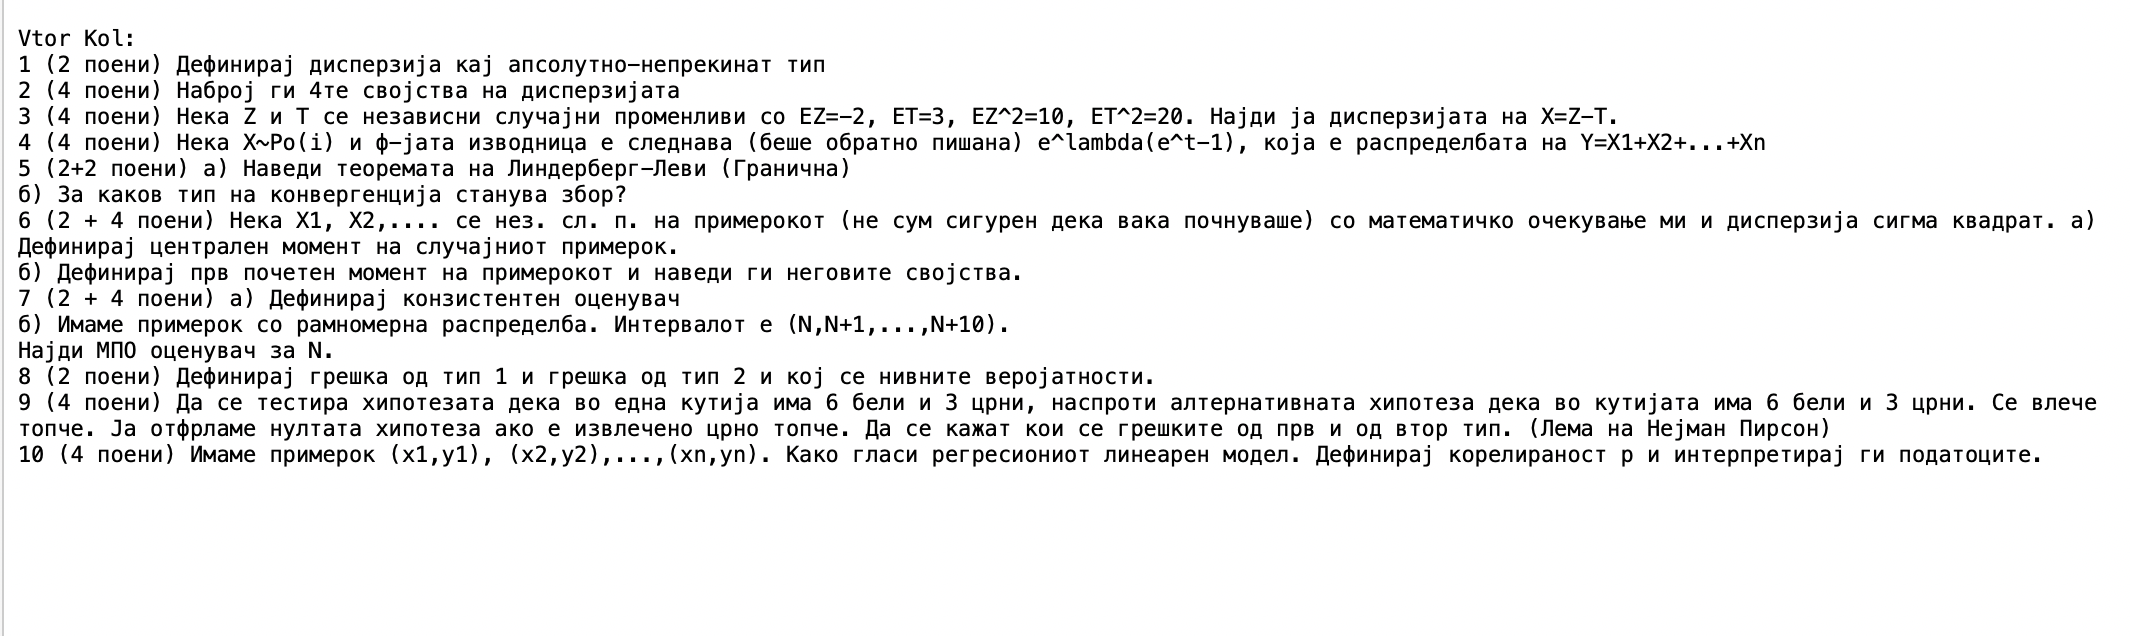 Vtor Kol:
1 (2 поени) Дефинирај дисперзија кај апсолутно-непрекинат тип
2 (4 поени) Наброј ги 4те својства на дисперзијата
3 (4 поени) Нека Z и T се независни случајни променливи со EZ=-2, ET=3, EZ^2=10, ET^2=20. Најди ја дисперзијата на X=Z-T.
4 (4 поени) Нека X~Po(i) и ф-јата изводница е следнава (беше обратно пишана) e^lambda(e^t-1), која е распределбата на Y=X1+X2+...+Xn
5 (2+2 поени) а) Наведи теоремата на Линдерберг-Леви (Гранична)
б) За каков тип на конвергенција станува збор?
6 (2 + 4 поени) Нека X1, X2,.... се нез. сл. п. на примерокот (не сум сигурен дека вака почнуваше) со математичко очекување ми и дисперзија сигма квадрат. а)
Дефинирај централен момент на случајниот примерок.
б) Дефинирај прв почетен момент на примерокот и наведи ги неговите својства.
7 (2 + 4 поени) а) Дефинирај конзистентен оценувач
б) Имаме примерок со рамномерна распределба. Интервалот е (N,N+1,...,N+10).
Најди МПО оценувач за N.
8 (2 поени) Дефинирај грешка од тип 1 и грешка од тип 2 и кој се нивните веројатности.
9 (4 поени) Да се тестира хипотезата дека во една кутија има 6 бели и 3 црни, наспроти алтернативната хипотеза дека во кутијата има 6 бели и 3 црни. Се влече
топче. Ја отфрламе нултата хипотеза ако е извлечено црно топче. Да се кажат кои се грешките од прв и од втор тип. (Лема на Нејман Пирсон)
10 (4 поени) Имаме примерок (x1,y1), (x2,y2),...,(xn,yn). Како гласи регресиониот линеарен модел. Дефинирај корелираност р и интерпретирај ги податоците.